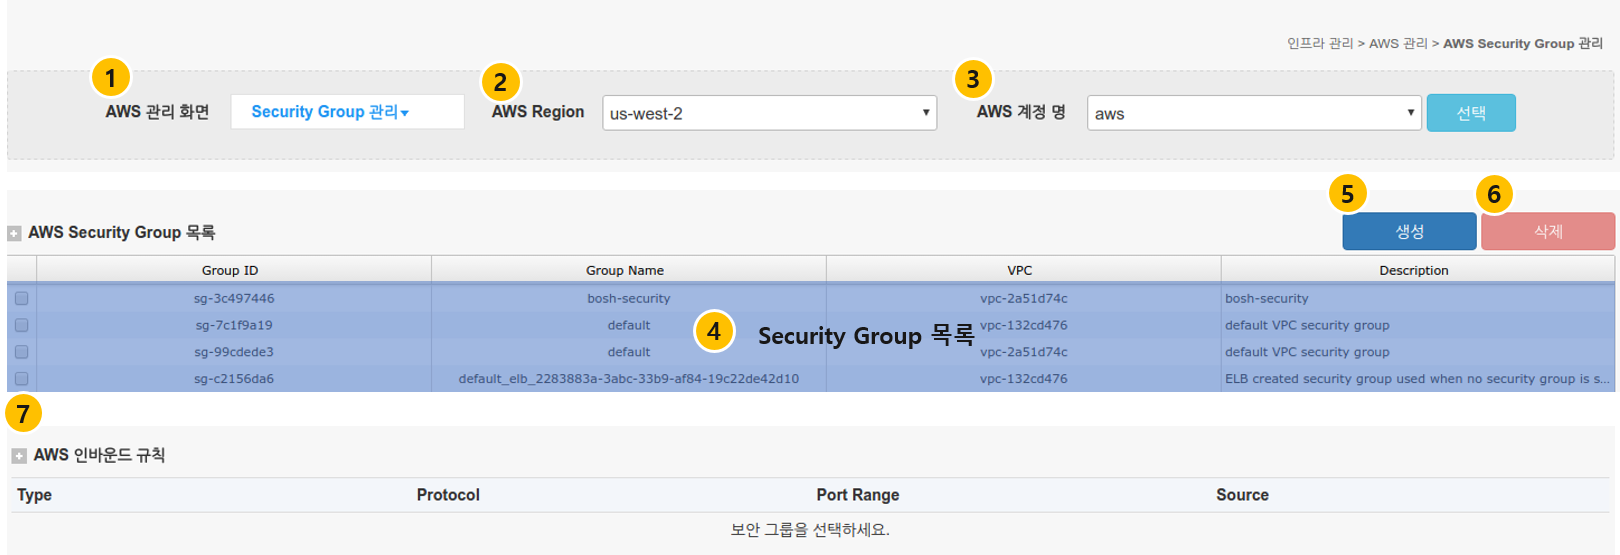 인프라 관리 > AWS 관리 > AWS Security Group 관리
1 2 3
AWS 관리 화면 Security Group 관리▾ AWS Region us-west-2 ▾ AWS 계정 명 aws ▾ 선택
5 6
AWS Security Group 목록 생성 삭제
Group ID Group Name VPC Description
sg-3c497446 bosh-security vpc-2a51d74c bosh-security
sg-7c1f9a19 default vpc-132cd476 default VPC security group
4 Security Group 목록
sg-99cdede3 default vpc-2a51d74c default VPC security group
sg-c2156da6 default_elb_2283883a-3abc-33b9-af84-19c22de42d10 vpc-132cd476 ELB created security group used when no security group is s...
7
AWS 인바운드 규칙
Type Protocol Port Range Source
보안 그룹을 선택하세요.